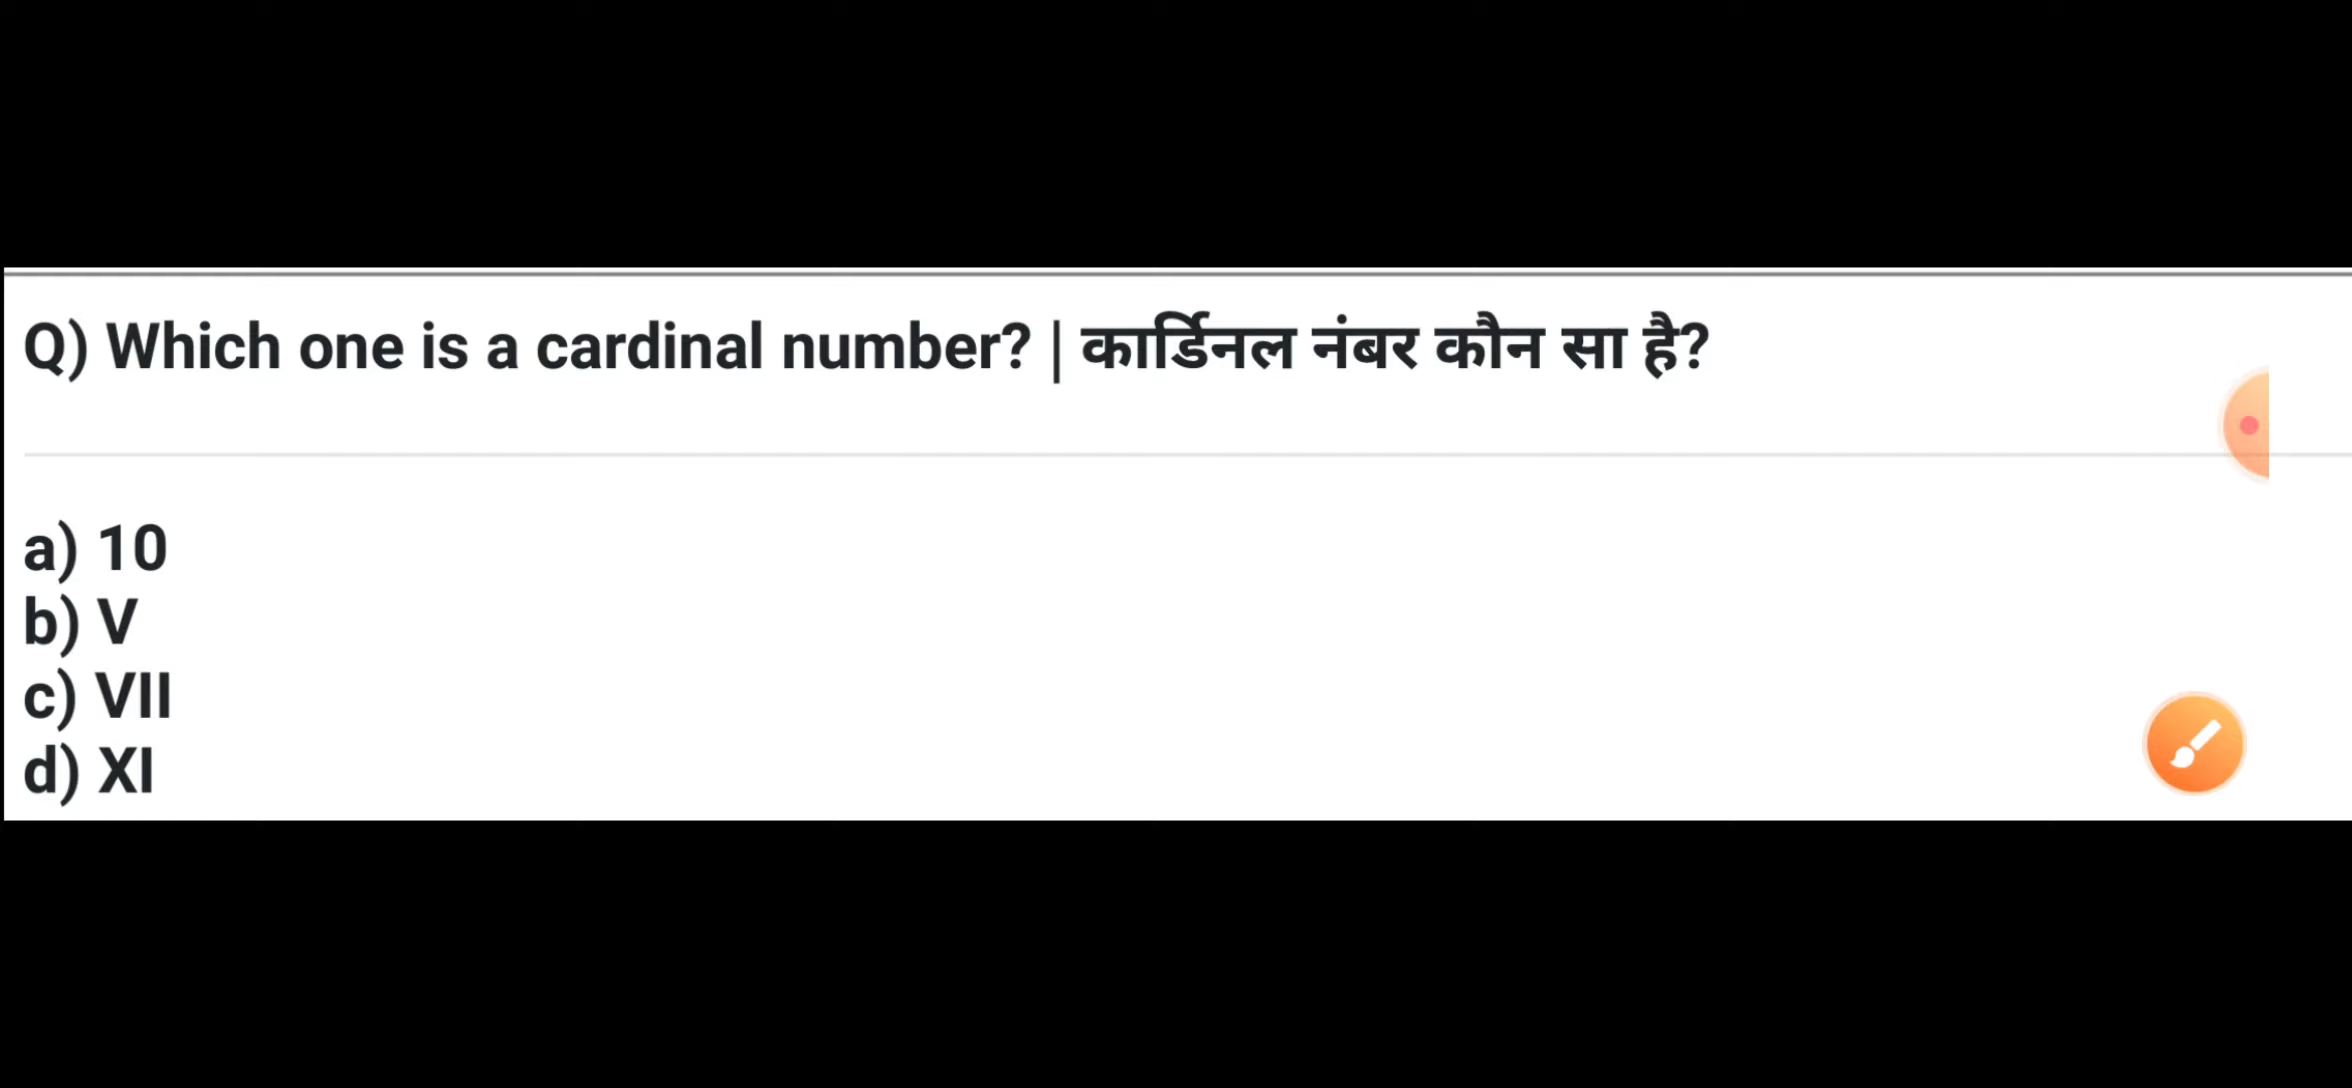 Q) Which one is a cardinal number? | कार्डिनल नंबर कौन सा है?
a) 10
b) V
c) VII
d) XI